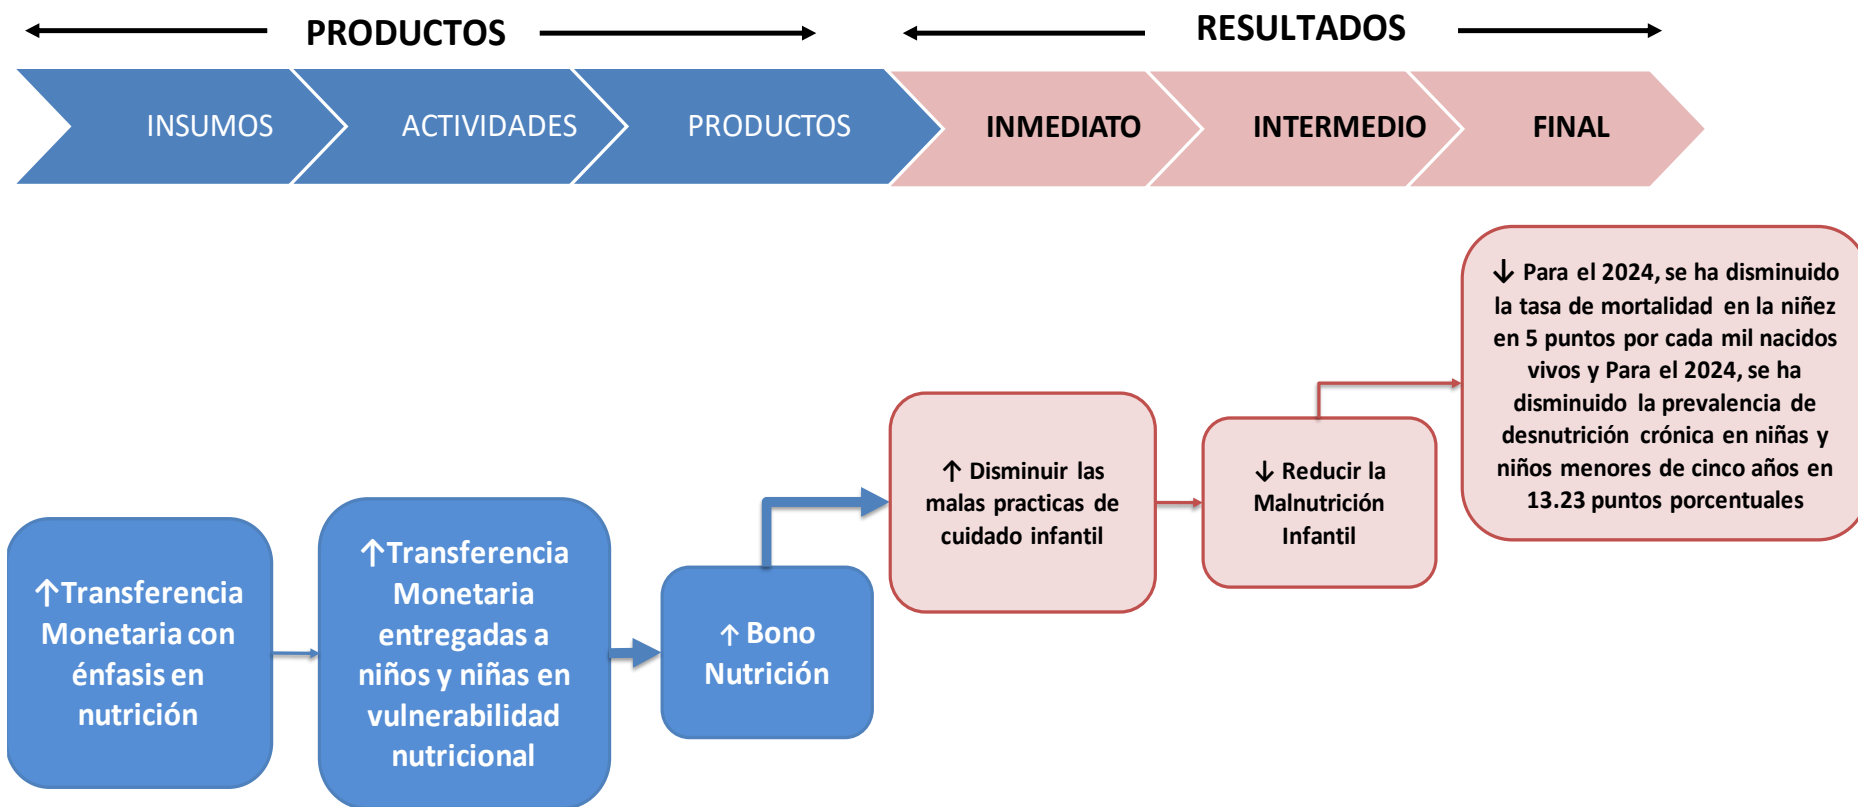 PRODUCTOS
RESULTADOS
INSUMOS
ACTIVIDADES
PRODUCTOS
INMEDIATO
INTERMEDIO
FINAL
↑Transferencia
Monetaria con
énfasis en
nutrición
↑Transferencia
Monetaria
entregadas a
niños y niñas en
vulnerabilidad
nutricional
↑ Bono
Nutrición
↑ Disminuir las
malas practicas de
cuidado infantil
↓ Reducir la
Malnutrición
Infantil
↓ Para el 2024, se ha disminuido
la tasa de mortalidad en la niñez
en 5 puntos por cada mil nacidos
vivos y Para el 2024, se ha
disminuido la prevalencia de
desnutrición crónica en niñas y
niños menores de cinco años en
13.23 puntos porcentuales